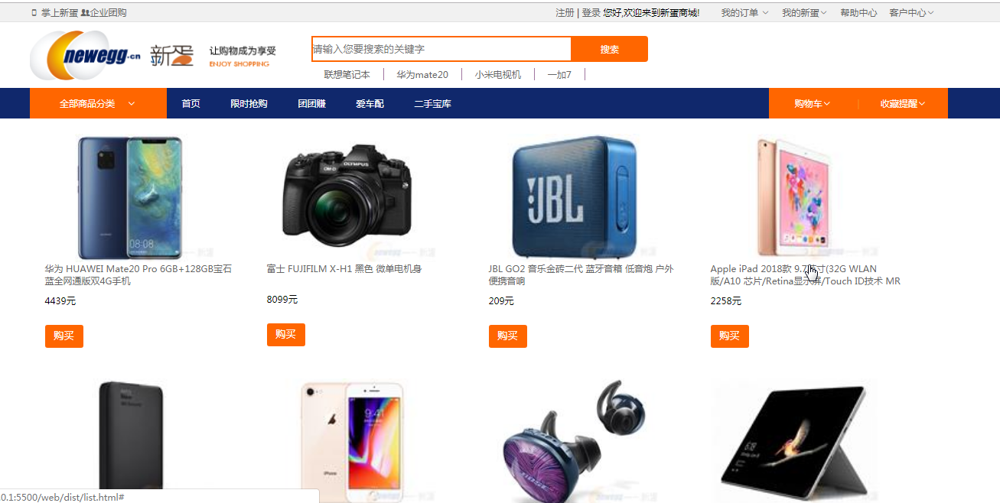 掌上新蛋 企业团购 注册 | 登录 您好,欢迎来到新蛋商城! 我的订单 我的新蛋 帮助中心 客户中心
newegg.cn 新蛋 让购物成为享受 请输入您要搜索的关键字 搜索
ENJOY SHOPPING
联想笔记本 华为mate20 小米电视机 一加7
全部商品分类 首页 限时抢购 团团赚 爱车配 二手宝库 购物车 收藏提醒
OLYMPUS
OM-D
JBL
08:08
华为 HUAWEI Mate20 Pro 6GB+128GB宝石
蓝全网通版双4G手机
4439元
购买
富士 FUJIFILM X-H1 黑色 微单电机身
8099元
购买
JBL GO2 音乐金砖二代 蓝牙音箱 低音炮 户外
便携音响
209元
购买
Apple iPad 2018款 9.7 寸(32G WLAN
版/A10 芯片/Retina显示屏/Touch ID技术 MR
2258元
购买
9:41
iPhone
BOSE
.0.1:5500/web/dist/list.html#